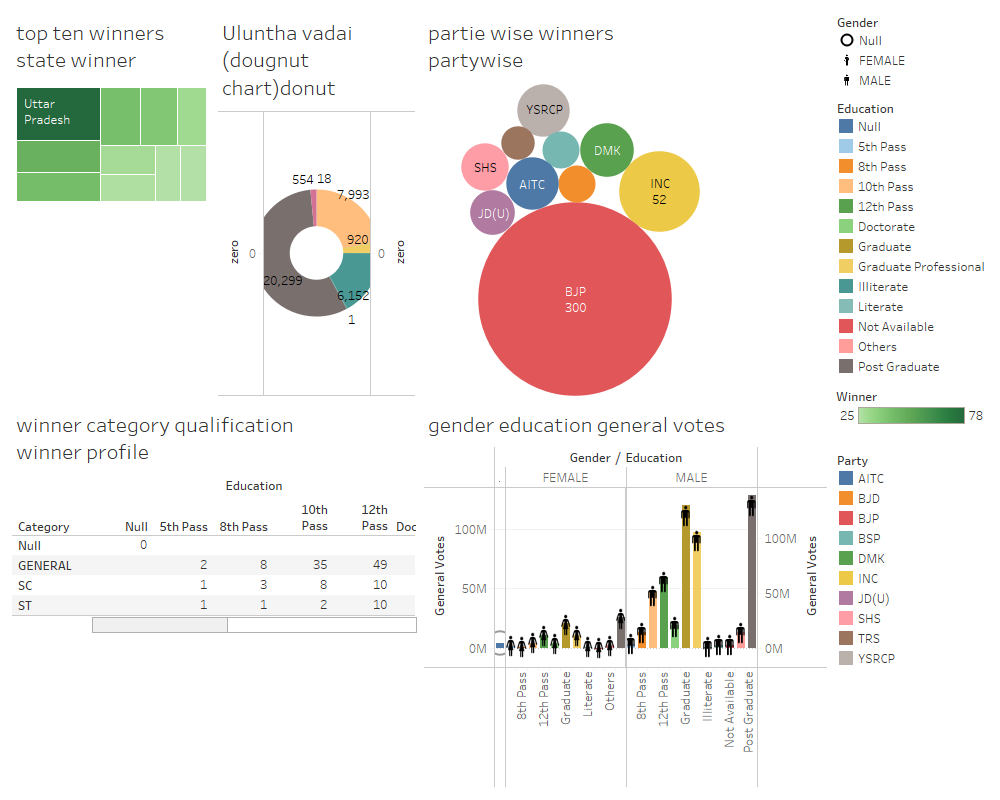 top ten winners
state winner
Uttar
Pradesh
Uluntha vadai
(dougnut
chart)donut
554 18
7,993
920
zero
0
0
zero
20,299
6,152
1
partie wise winners
partywise
YSRCP
DMK
SHS
AITC
INC
52
JD(U)
BJP
300
Gender
Null
FEMALE
MALE
Education
Null
5th Pass
8th Pass
10th Pass
12th Pass
Doctorate
Graduate
Graduate Professional
Illiterate
Literate
Not Available
Others
Post Graduate
Winner
25 78
Party
AITC
BJD
BJP
BSP
DMK
INC
JD(U)
SHS
TRS
YSRCP
winner category qualification
winner profile
Education
10th 12th
Category Null 5th Pass 8th Pass Pass Pass Doc
Null 0
GENERAL 2 8 35 49
SC 1 3 8 10
ST 1 1 2 10
gender education general votes
Gender / Education
. FEMALE MALE
General Votes
100M
50M
0M
100M
50M
0M
General Votes
8th Pass
12th Pass
Graduate
Literate
Others
8th Pass
12th Pass
Graduate
Illiterate
Not Available
Post Graduate